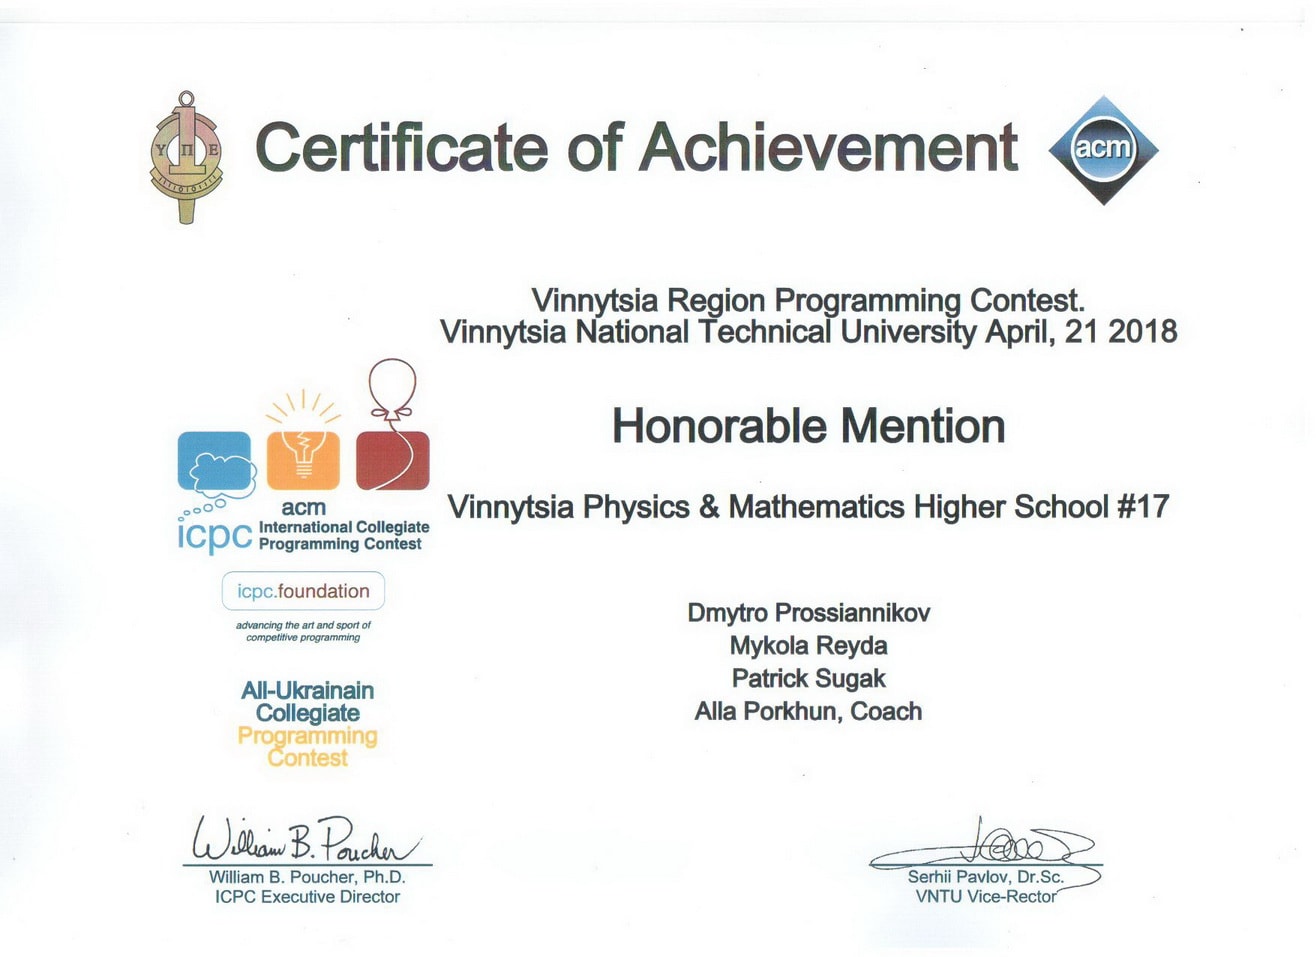 Υ Π Ε
Certificate of Achievement
acm
Vinnytsia Region Programming Contest.
Vinnytsia National Technical University April, 21 2018
Honorable Mention
Vinnytsia Physics & Mathematics Higher School #17
acm
icpc International Collegiate
Programming Contest
icpc.foundation
advancing the art and sport of
competitive programming
All-Ukrainain
Collegiate
Programming
Contest
Dmytro Prossiannikov
Mykola Reyda
Patrick Sugak
Alla Porkhun, Coach
William B. Poucher
William B. Poucher, Ph.D.
ICPC Executive Director
Serhii Pavlov, Dr.Sc.
VNTU Vice-Rector